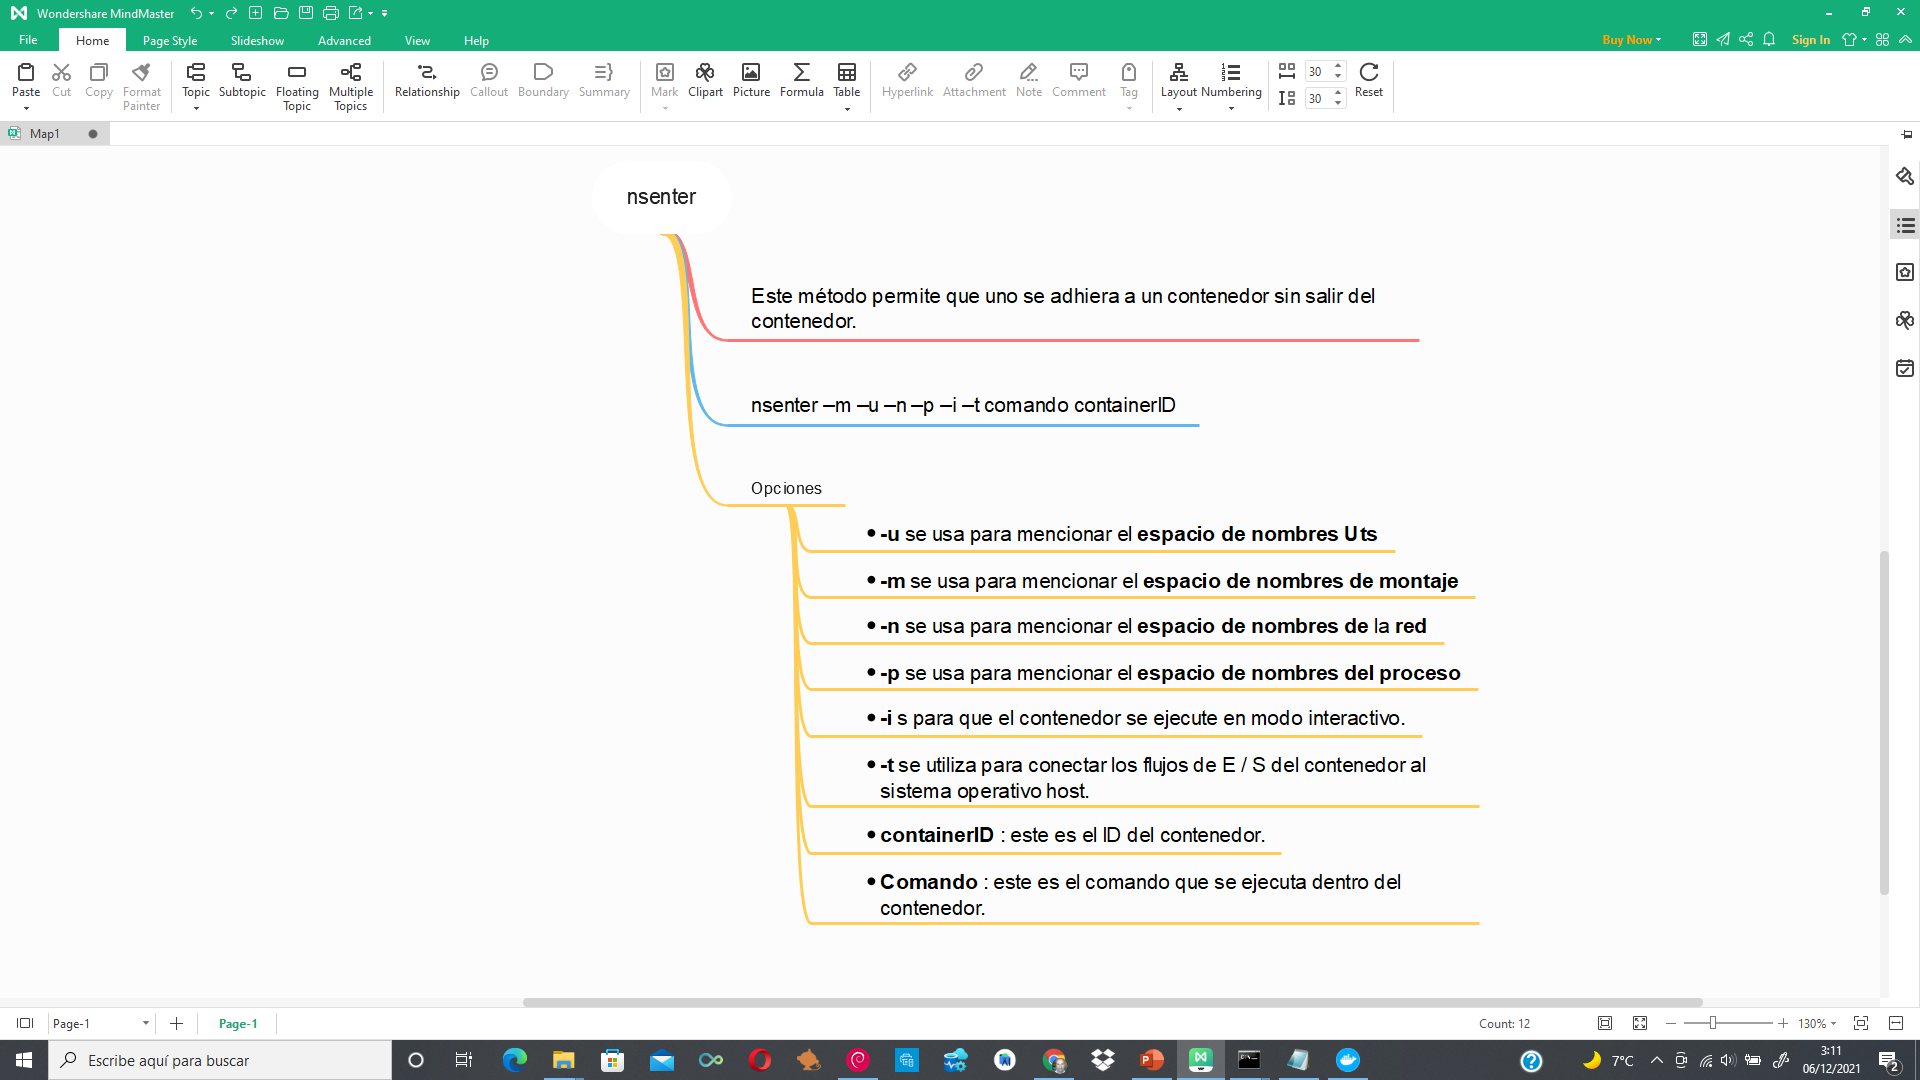 Wondershare MindMaster
File
Home
Page Style
Slideshow
Advanced
View
Help
Buy Now
Sign In
Paste
Cut
Copy
Format
Painter
Topic
Subtopic
Floating
Topic
Multiple
Topics
Relationship
Callout
Boundary
Summary
Mark
Clipart
Picture
Formula
Table
Hyperlink
Attachment
Note
Comment
Tag
Layout
Numbering
30
30
Reset
Map1
nsenter
Este método permite que uno se adhiera a un contenedor sin salir del
contenedor.
nsenter –m –u –n –p –i –t comando containerID
Opciones
• -u se usa para mencionar el espacio de nombres Uts
• -m se usa para mencionar el espacio de nombres de montaje
• -n se usa para mencionar el espacio de nombres de la red
• -p se usa para mencionar el espacio de nombres del proceso
• -i s para que el contenedor se ejecute en modo interactivo.
• -t se utiliza para conectar los flujos de E / S del contenedor al
sistema operativo host.
• containerID : este es el ID del contenedor.
• Comando : este es el comando que se ejecuta dentro del
contenedor.
Page-1
Page-1
Count: 12
130%
Escribe aquí para buscar
7°C
3:11
06/12/2021
2